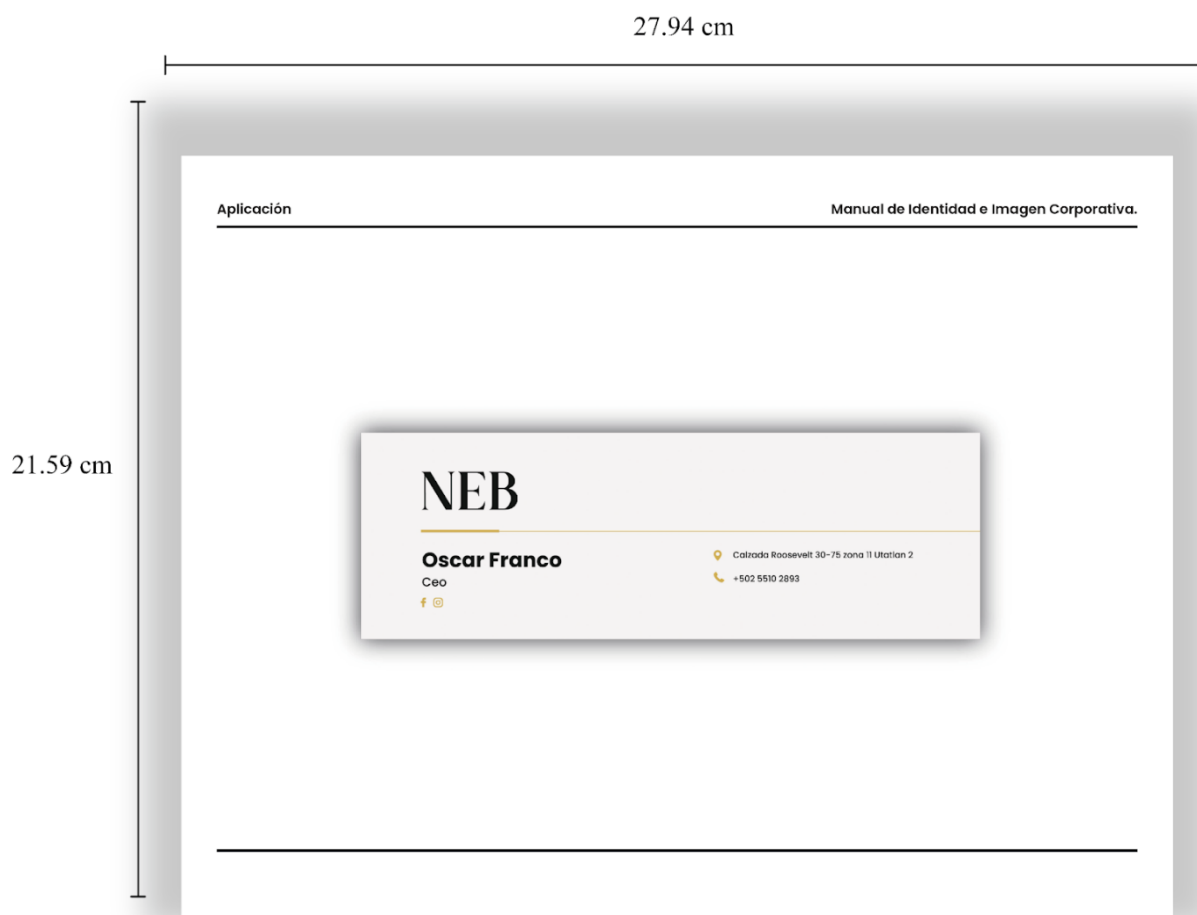 27.94 cm
Aplicación
Manual de Identidad e Imagen Corporativa.
21.59 cm
NEB
Oscar Franco
Ceo
Calzada Roosevelt 30-75 zona 11 Utatlan 2
+502 5510 2893